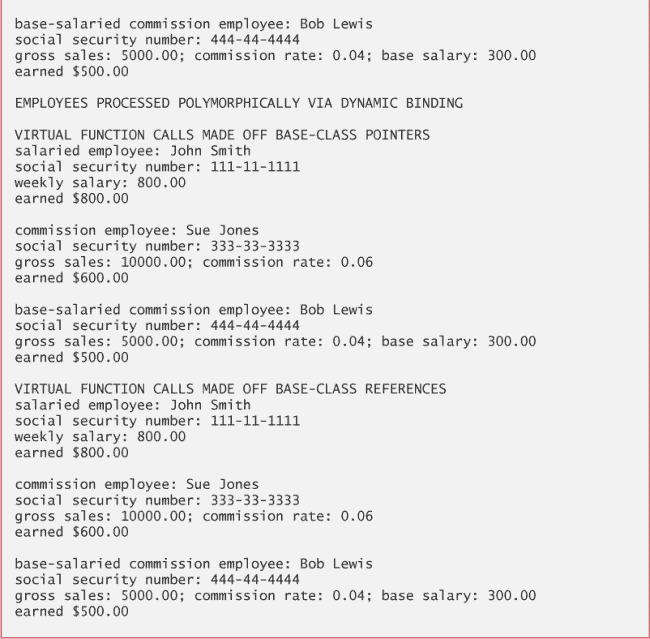 base-salaried commission employee: Bob Lewis
social security number: 444-44-4444
gross sales: 5000.00; commission rate: 0.04; base salary: 300.00
earned $500.00
EMPLOYEES PROCESSED POLYMORPHICALLY VIA DYNAMIC BINDING
VIRTUAL FUNCTION CALLS MADE OFF BASE-CLASS POINTERS
salaried employee: John Smith
social security number: 111-11-1111
weekly salary: 800.00
earned $800.00
commission employee: Sue Jones
social security number: 333-33-3333
gross sales: 10000.00; commission rate: 0.06
earned $600.00
base-salaried commission employee: Bob Lewis
social security number: 444-44-4444
gross sales: 5000.00; commission rate: 0.04; base salary: 300.00
earned $500.00
VIRTUAL FUNCTION CALLS MADE OFF BASE-CLASS REFERENCES
salaried employee: John Smith
social security number: 111-11-1111
weekly salary: 800.00
earned $800.00
commission employee: Sue Jones
social security number: 333-33-3333
gross sales: 10000.00; commission rate: 0.06
earned $600.00
base-salaried commission employee: Bob Lewis
social security number: 444-44-4444
gross sales: 5000.00; commission rate: 0.04; base salary: 300.00
earned $500.00